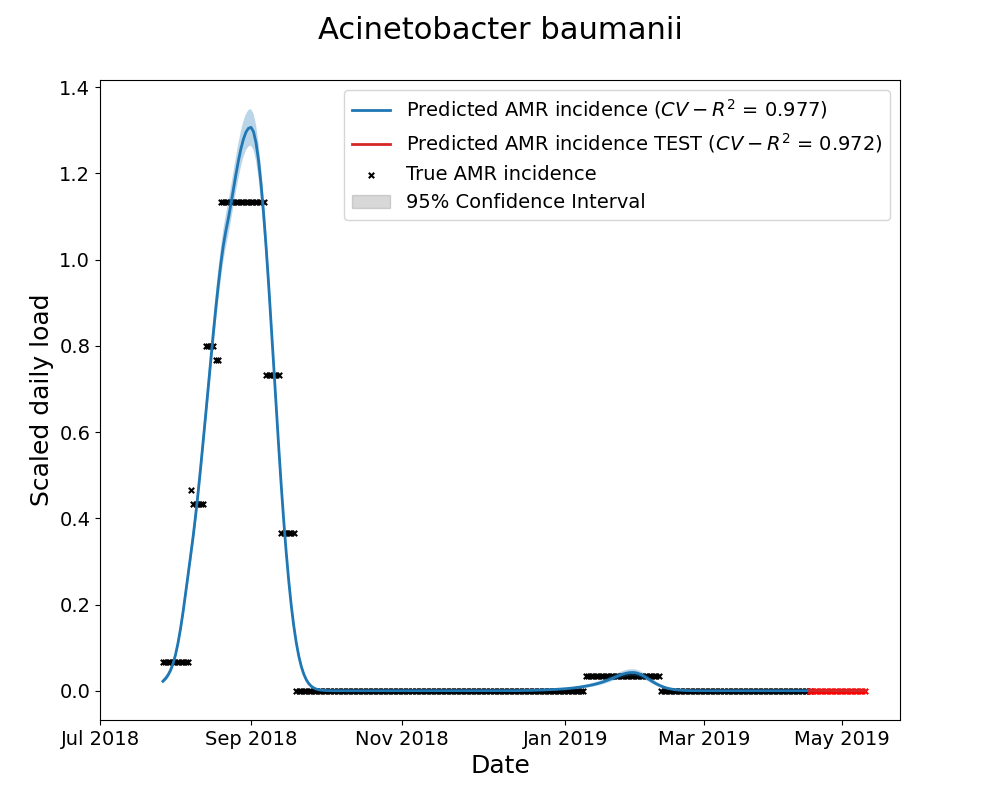 Acinetobacter baumanii
Predicted AMR incidence (CV − R² = 0.977)
Predicted AMR incidence TEST (CV − R² = 0.972)
True AMR incidence
95% Confidence Interval
Scaled daily load
1.4
1.2
1.0
0.8
0.6
0.4
0.2
0.0
Jul 2018 Sep 2018 Nov 2018 Jan 2019 Mar 2019 May 2019
Date